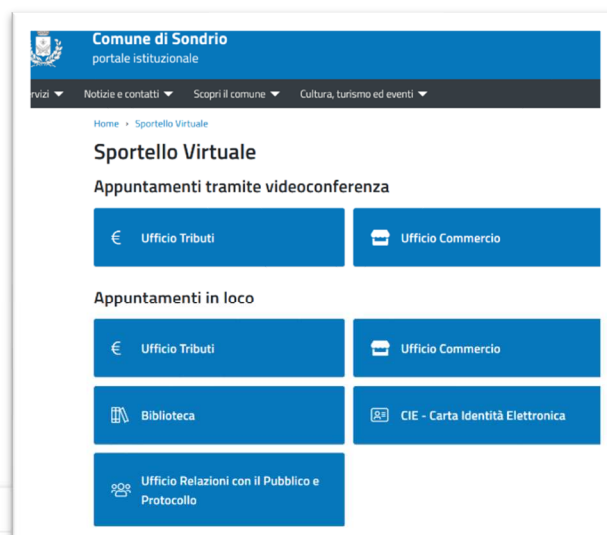 Comune di Sondrio
portale istituzionale
Notizie e contatti
Scopri il comune
Cultura, turismo ed eventi
Home › Sportello Virtuale
Sportello Virtuale
Appuntamenti tramite videoconferenza
€ Ufficio Tributi
Ufficio Commercio
Appuntamenti in loco
€ Ufficio Tributi
Ufficio Commercio
Biblioteca
CIE - Carta Identità Elettronica
Ufficio Relazioni con il Pubblico e
Protocollo